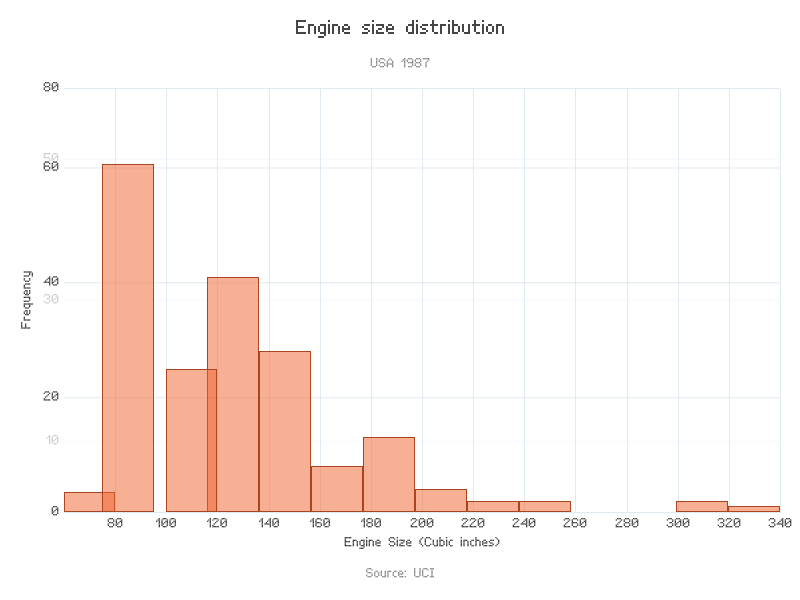 Engine size distribution
USA 1987
80
50
60
40
30
20
10
0
80 100 120 140 160 180 200 220 240 260 280 300 320 340
Frequency
Engine Size (Cubic inches)
Source: UCI